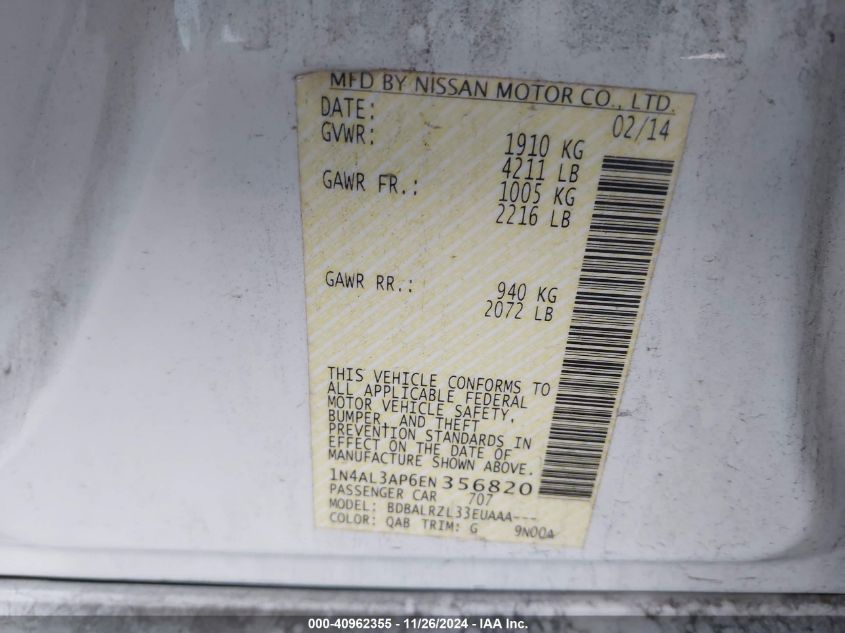 MFD BY NISSAN MOTOR CO., LTD.
DATE: 02/14
GVWR: 1910 KG
4211 LB
GAWR FR.: 1005 KG
2216 LB
GAWR RR.: 940 KG
2072 LB
THIS VEHICLE CONFORMS TO
ALL APPLICABLE FEDERAL
MOTOR VEHICLE SAFETY,
BUMPER, AND THEFT
PREVENTION STANDARDS IN
EFFECT ON THE DATE OF
MANUFACTURE SHOWN ABOVE.
1N4AL3AP6EN356820
PASSENGER CAR 707
MODEL: BDBALRZL33EUAAA---
COLOR: QAB TRIM: G 9N00A
000-40962355 - 11/26/2024 - IAA Inc.